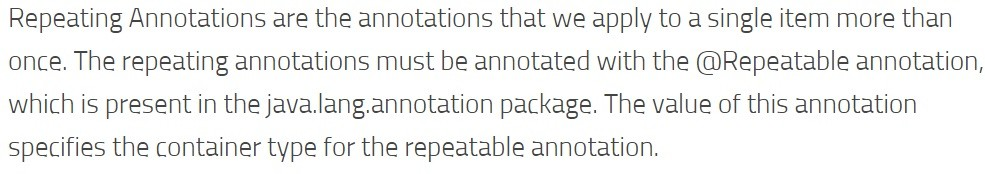 Repeating Annotations are the annotations that we apply to a single item more than
once. The repeating annotations must be annotated with the @Repeatable annotation,
which is present in the java.lang.annotation package. The value of this annotation
specifies the container type for the repeatable annotation.